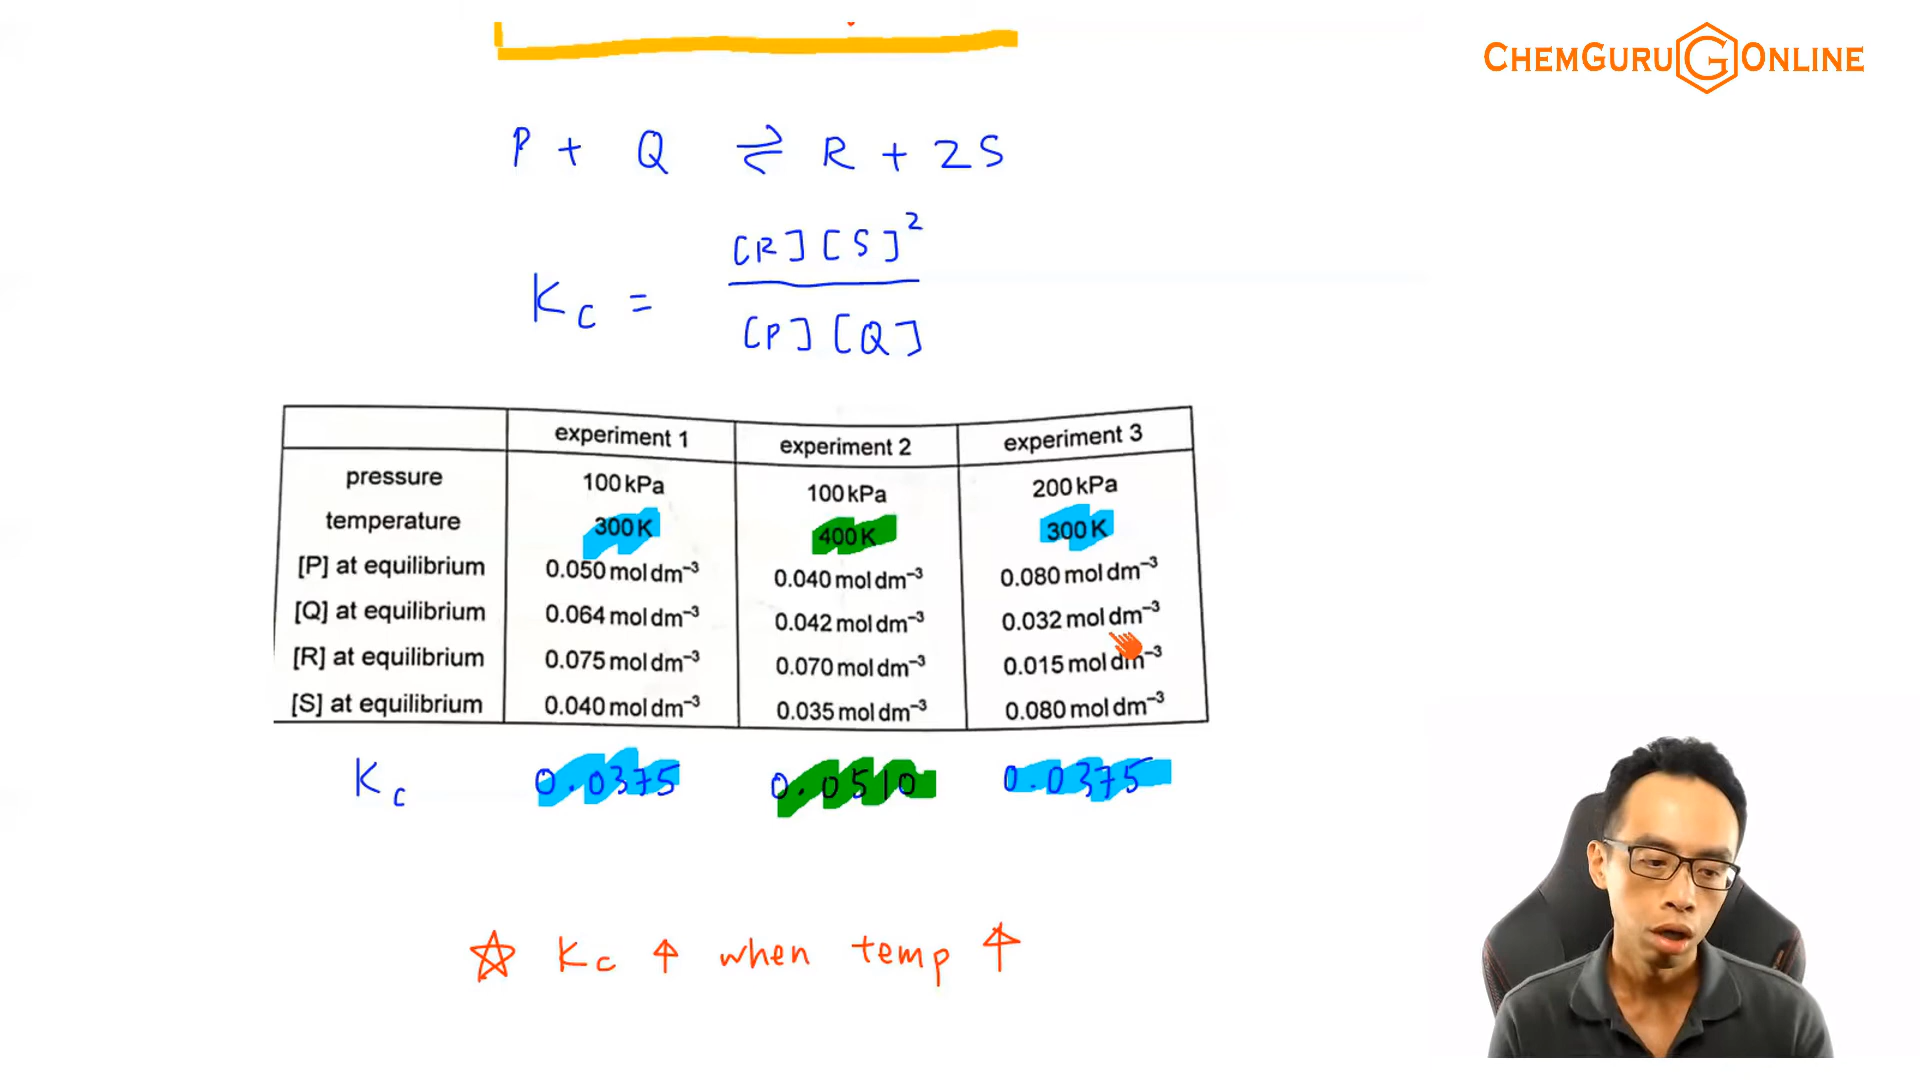 CHEMGURU G ONLINE
P + Q ⇌ R + 2S
Kc = [R][S]² / [P][Q]
experiment 1 experiment 2 experiment 3
pressure 100 kPa 100 kPa 200 kPa
temperature 300 K 400 K 300 K
[P] at equilibrium 0.050 mol dm⁻³ 0.040 mol dm⁻³ 0.080 mol dm⁻³
[Q] at equilibrium 0.064 mol dm⁻³ 0.042 mol dm⁻³ 0.032 mol dm⁻³
[R] at equilibrium 0.075 mol dm⁻³ 0.070 mol dm⁻³ 0.015 mol dm⁻³
[S] at equilibrium 0.040 mol dm⁻³ 0.035 mol dm⁻³ 0.080 mol dm⁻³
Kc 0.0375 0.0510 0.0375
☆ Kc ↑ when temp ↑